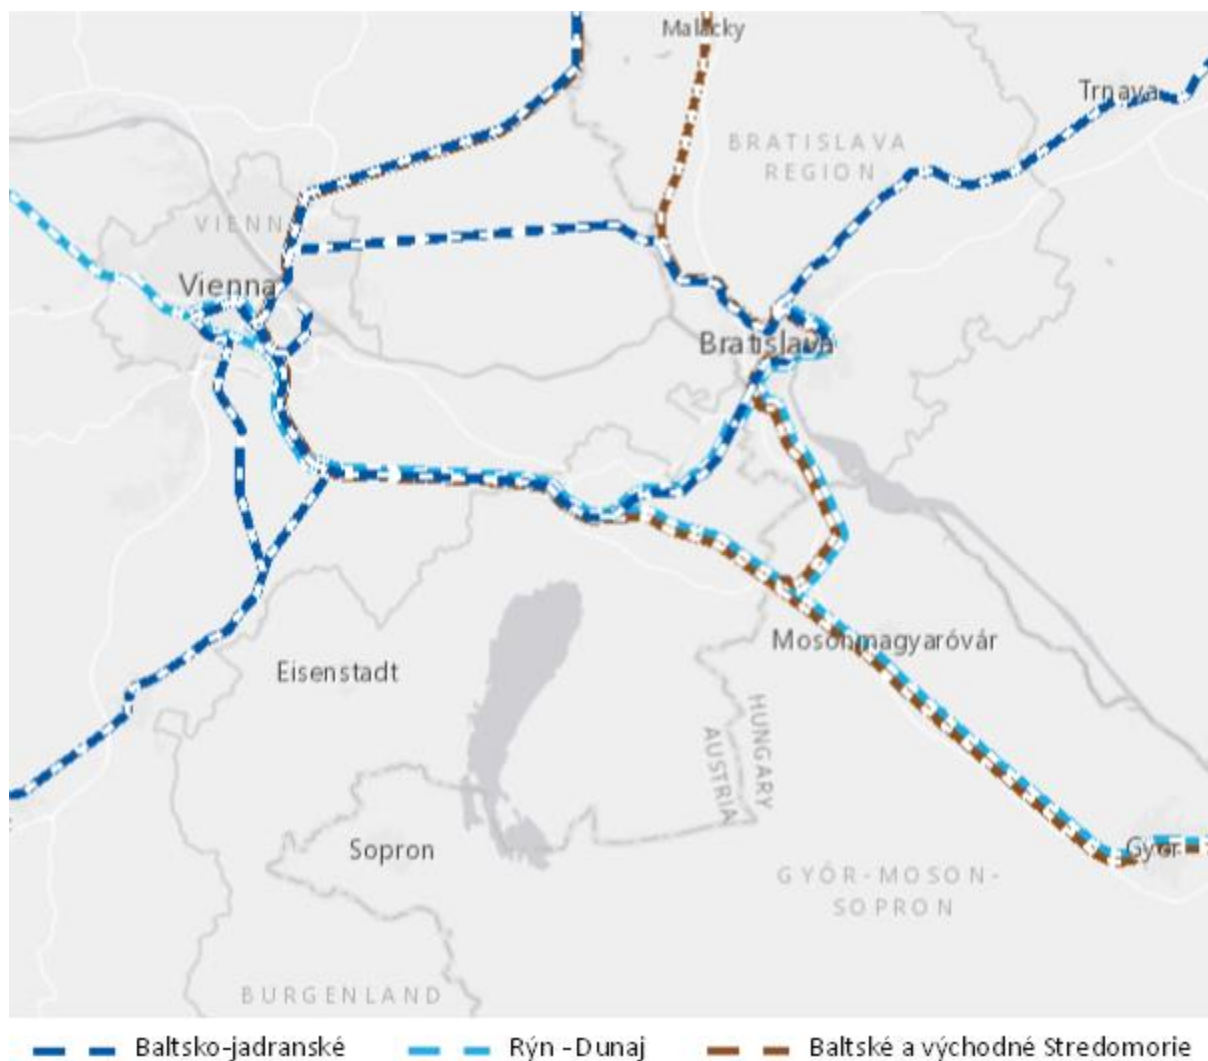 Malacky
Trnava
BRATISLAVA
REGION
VIENN
Vienna
Bratislava
Mosonmagyaróvár
Eisenstadt
HUNGARY
AUSTRIA
Sopron
Győr
GYŐR-MOSON-
SOPRON
BURGENLAND
Baltsko-jadranské
Rýn -Dunaj
Baltské a východné Stredomorie